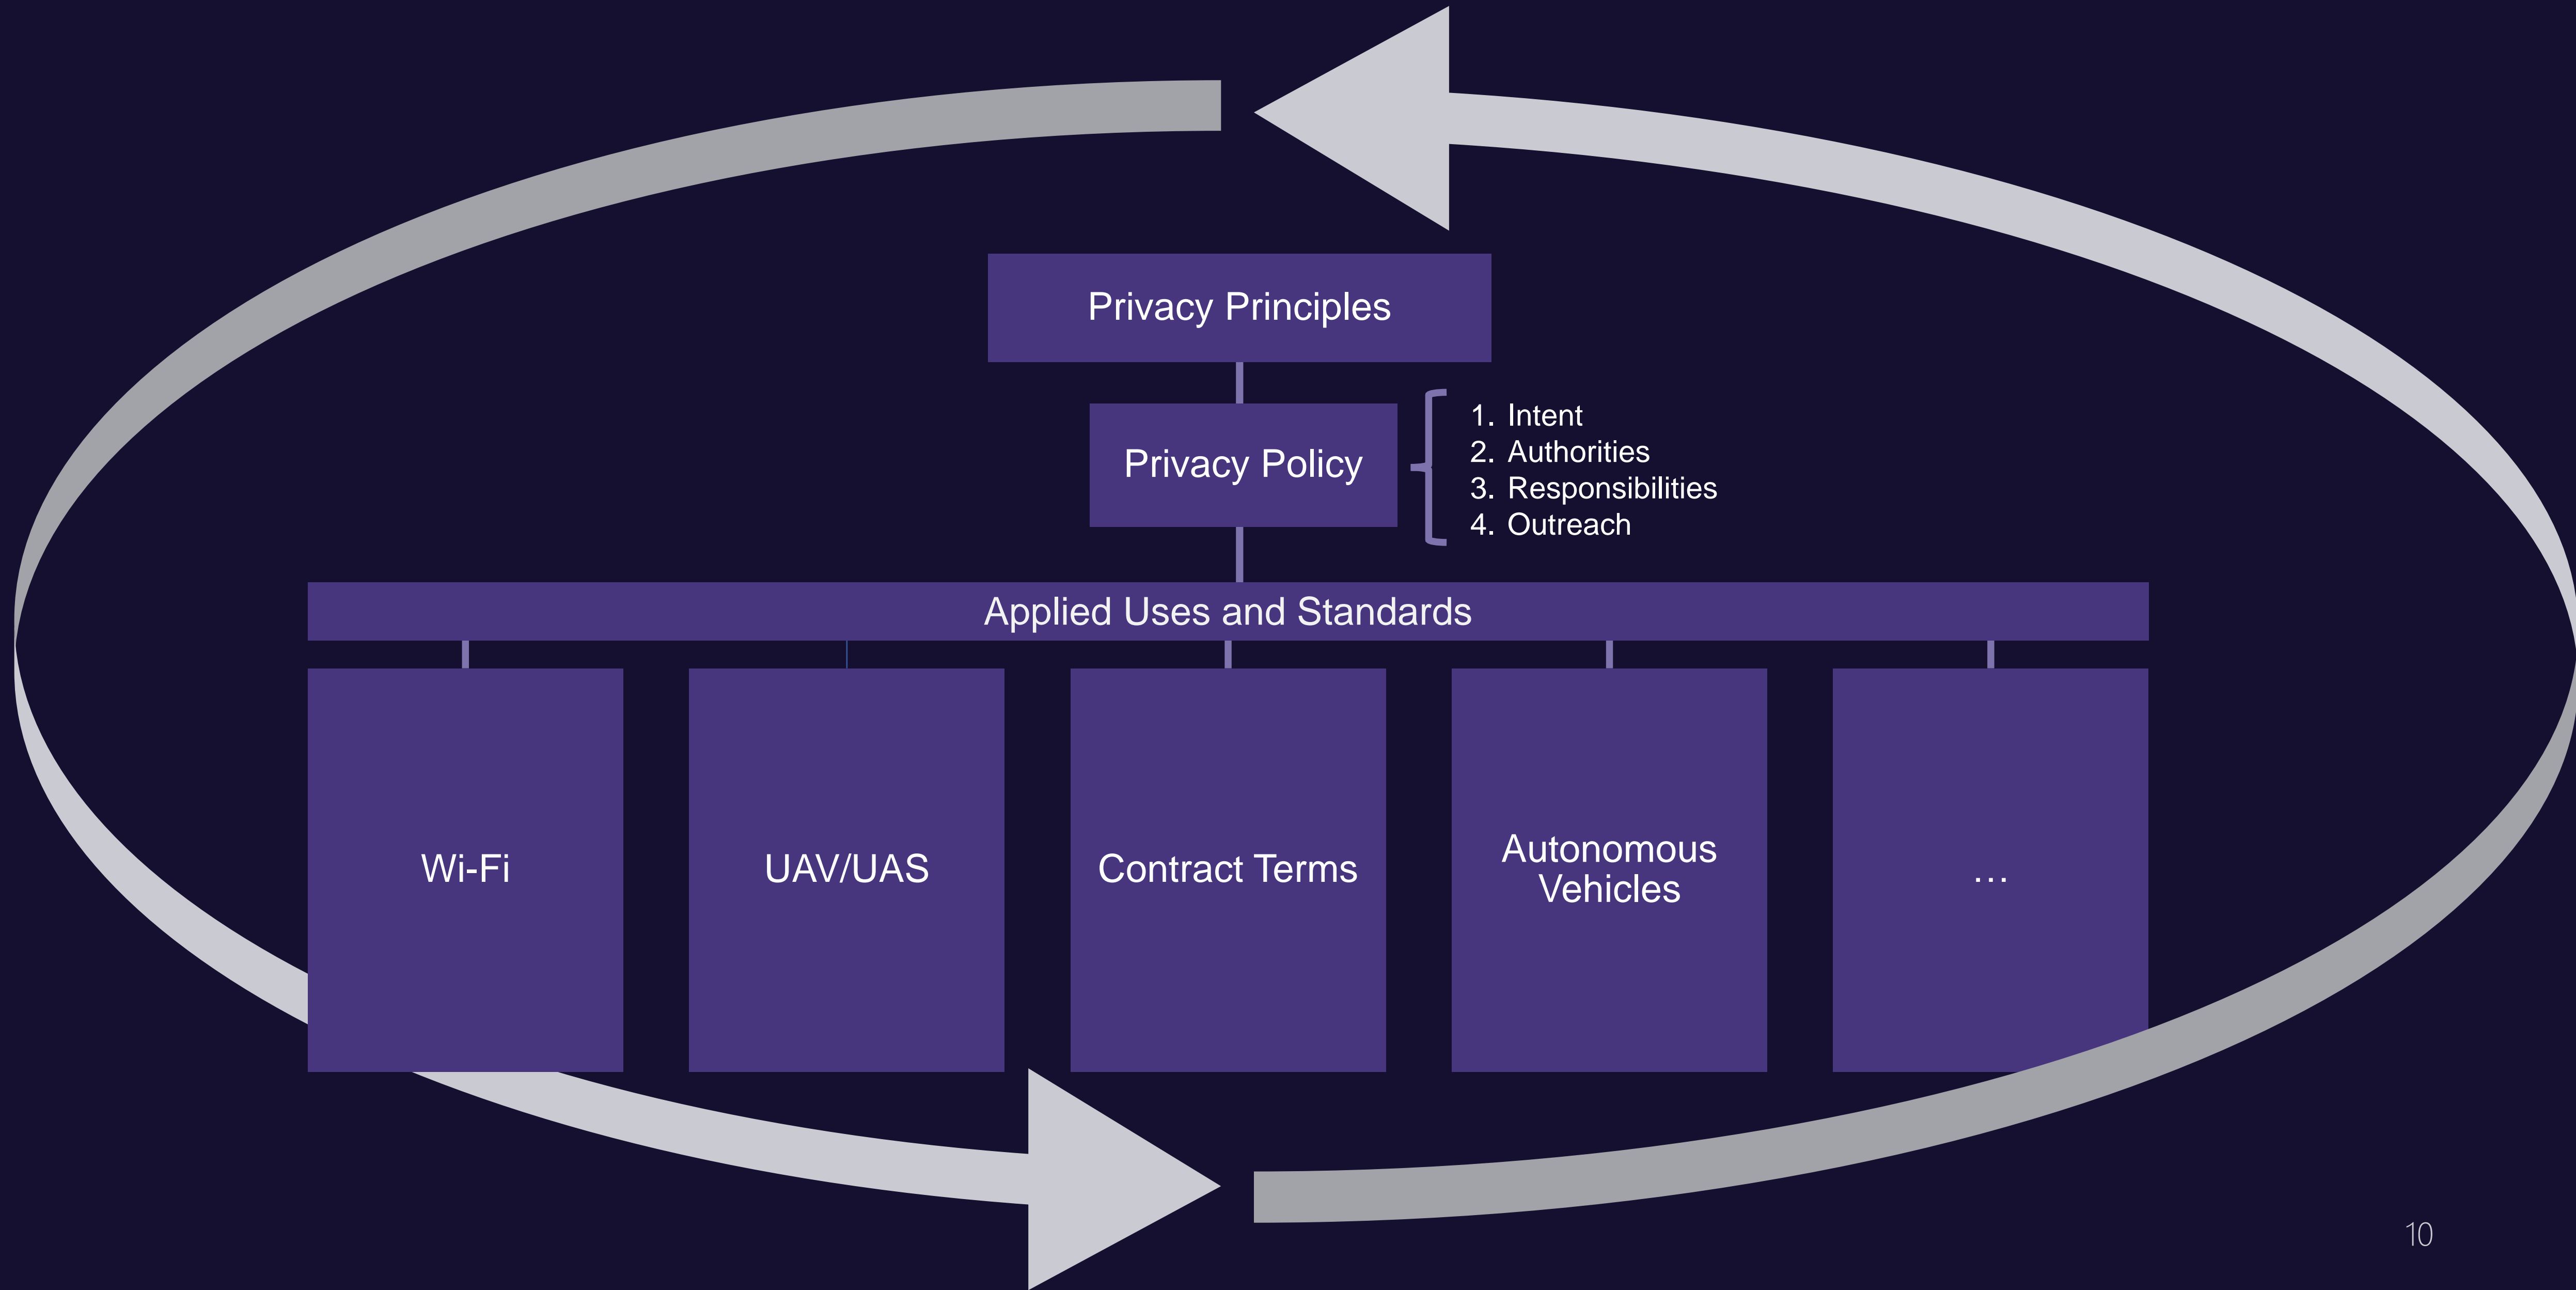 Privacy Principles
Privacy Policy
1. Intent
2. Authorities
3. Responsibilities
4. Outreach
Applied Uses and Standards
Wi-Fi
UAV/UAS
Contract Terms
Autonomous
Vehicles
...
10